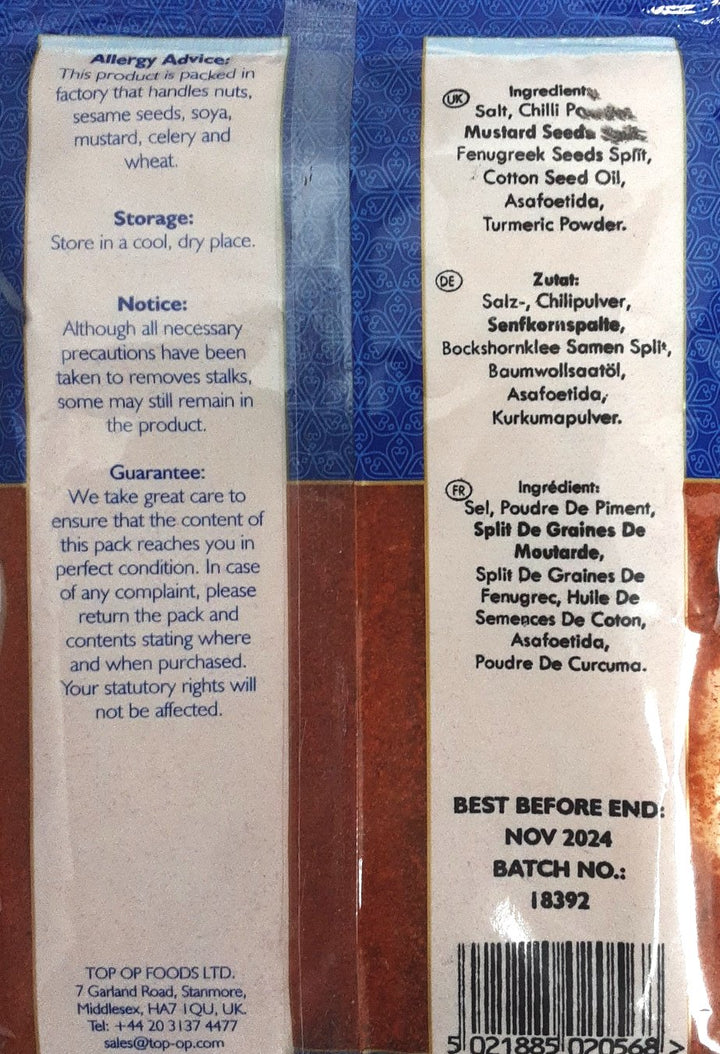 Allergy Advice:
This product is packed in
factory that handles nuts,
sesame seeds, soya,
mustard, celery and
wheat.
Storage:
Store in a cool, dry place.
Notice:
Although all necessary
precautions have been
taken to removes stalks,
some may still remain in
the product.
Guarantee:
We take great care to
ensure that the content of
this pack reaches you in
perfect condition. In case
of any complaint, please
return the pack and
contents stating where
and when purchased.
Your statutory rights will
not be affected.
TOP OP FOODS LTD.
7 Garland Road, Stanmore,
Middlesex, HA7 1QU, UK.
Tel: +44 20 3137 4477
sales@top-op.com
UK
Ingredient:
Salt, Chilli
Mustard Seeds
Fenugreek Seeds Split,
Cotton Seed Oil,
Asafoetida,
Turmeric Powder.
DE
Zutat:
Salz-, Chilipulver,
Senfkornspalte,
Bockshornklee Samen Split,
Baumwollsaatöl,
Asafoetida,
Kurkumapulver.
FR
Ingrédient:
Sel, Poudre De Piment,
Split De Graines De
Moutarde,
Split De Graines De
Fenugrec, Huile De
Semences De Coton,
Asafoetida,
Poudre De Curcuma.
BEST BEFORE END:
NOV 2024
BATCH NO.:
18392
5 021885 020568 >